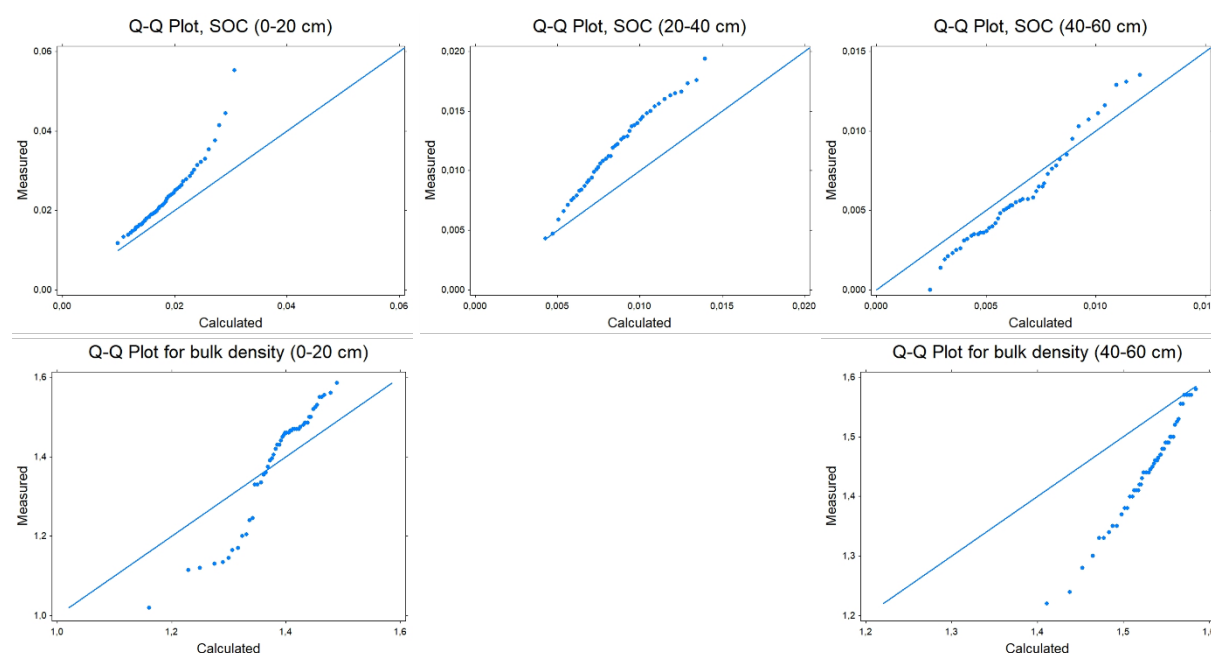 Q-Q Plot, SOC (0-20 cm)
0,06
0,04
0,02
0,00
Measured
0,00 0,02 0,04 0,06
Calculated
Q-Q Plot, SOC (20-40 cm)
0,020
0,015
0,010
0,005
0,000
Measured
0,000 0,005 0,010 0,015 0,020
Calculated
Q-Q Plot, SOC (40-60 cm)
0,015
0,010
0,005
0,000
Measured
0,000 0,005 0,010 0,01
Calculated
Q-Q Plot for bulk density (0-20 cm)
1,6
1,4
1,2
1,0
Measured
1,0 1,2 1,4 1,6
Calculated
Q-Q Plot for bulk density (40-60 cm)
1,6
1,5
1,4
1,3
1,2
Measured
1,2 1,3 1,4 1,5 1,6
Calculated